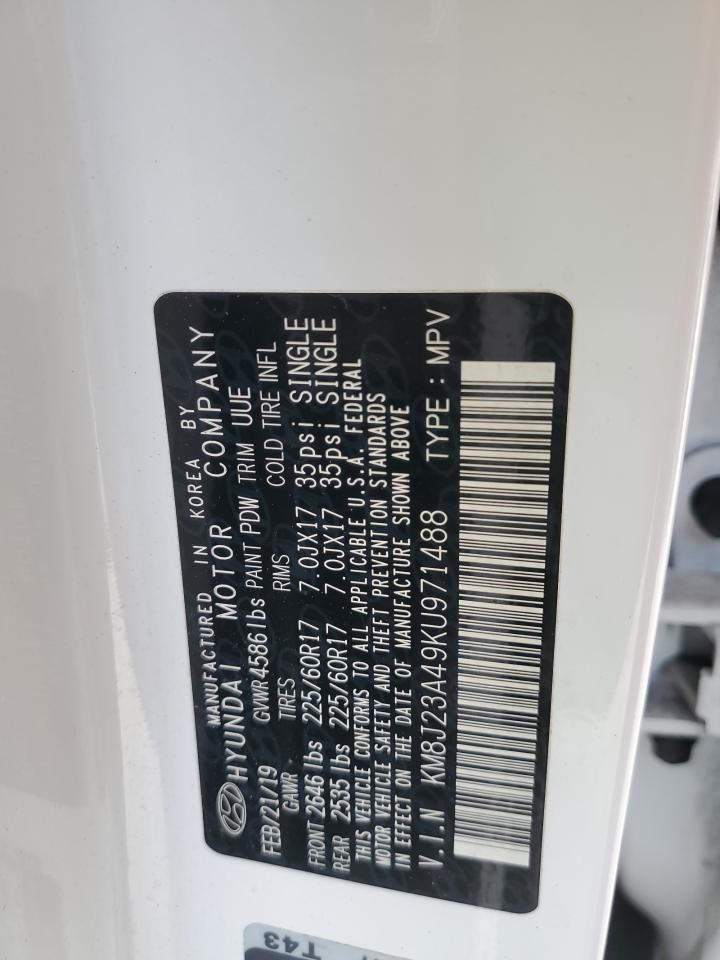 MANUFACTURED IN KOREA BY
HYUNDAI MOTOR COMPANY
FEB/21/19 GVWR 4586 lbs PAINT PDW TRIM UUE
GAWR TIRES RIMS COLD TIRE INFL
FRONT 2646 lbs 225/60R17 7.0JX17 35psi SINGLE
REAR 2535 lbs 225/60R17 7.0JX17 35psi SINGLE
THIS VEHICLE CONFORMS TO ALL APPLICABLE U.S.A. FEDERAL
MOTOR VEHICLE SAFETY AND THEFT PREVENTION STANDARDS
IN EFFECT ON THE DATE OF MANUFACTURE SHOWN ABOVE
V.I.N KM8J23A49KU971488 TYPE : MPV
T43